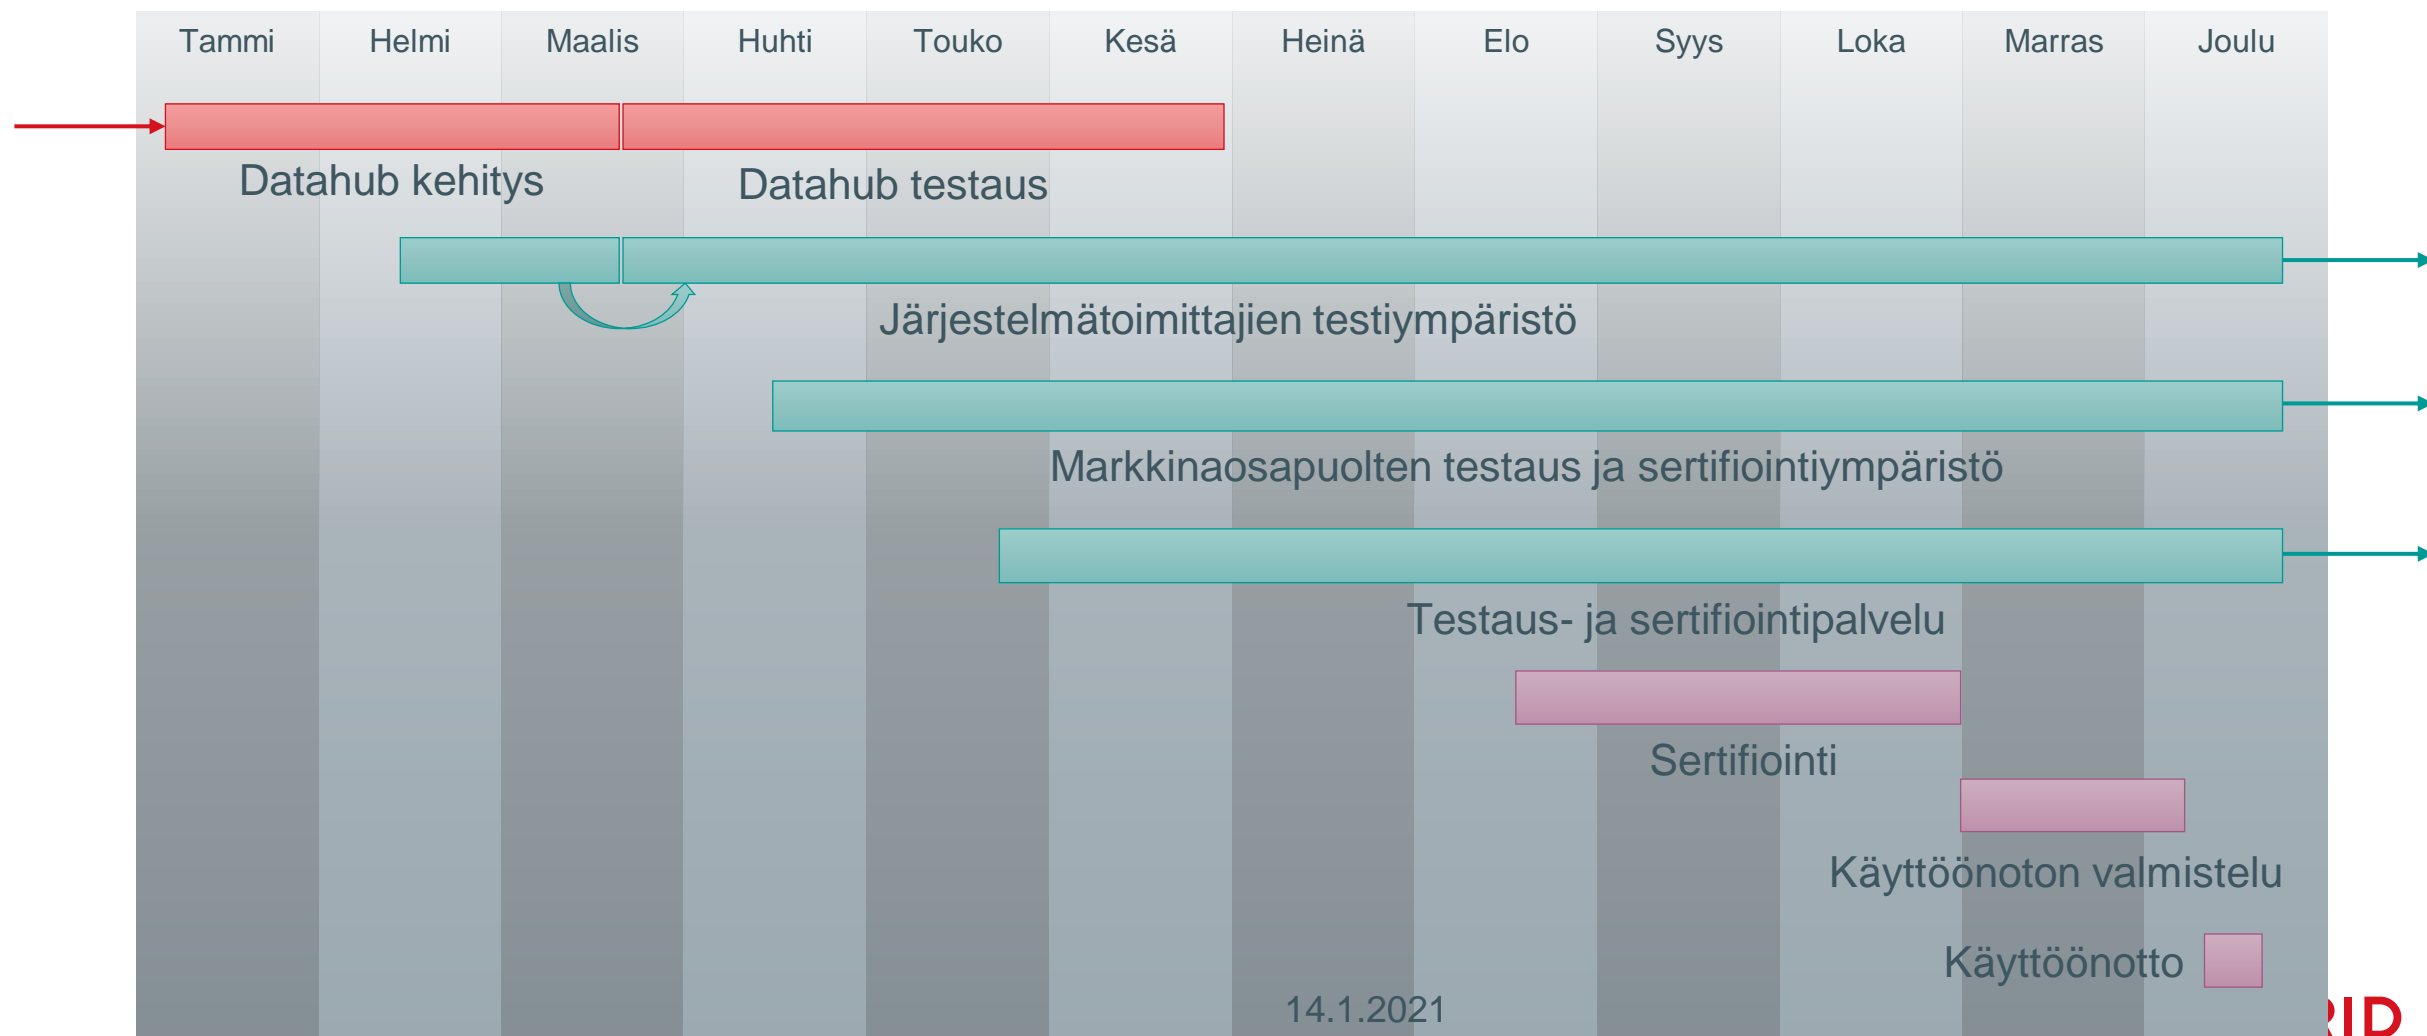 Tammi Helmi Maalis Huhti Touko Kesä Heinä Elo Syys Loka Marras Joulu
Datahub kehitys
Datahub testaus
Järjestelmätoimittajien testiympäristö
Markkinaosapuolten testaus ja sertifiointiympäristö
Testaus- ja sertifiointipalvelu
Sertifiointi
Käyttöönoton valmistelu
Käyttöönotto
14.1.2021